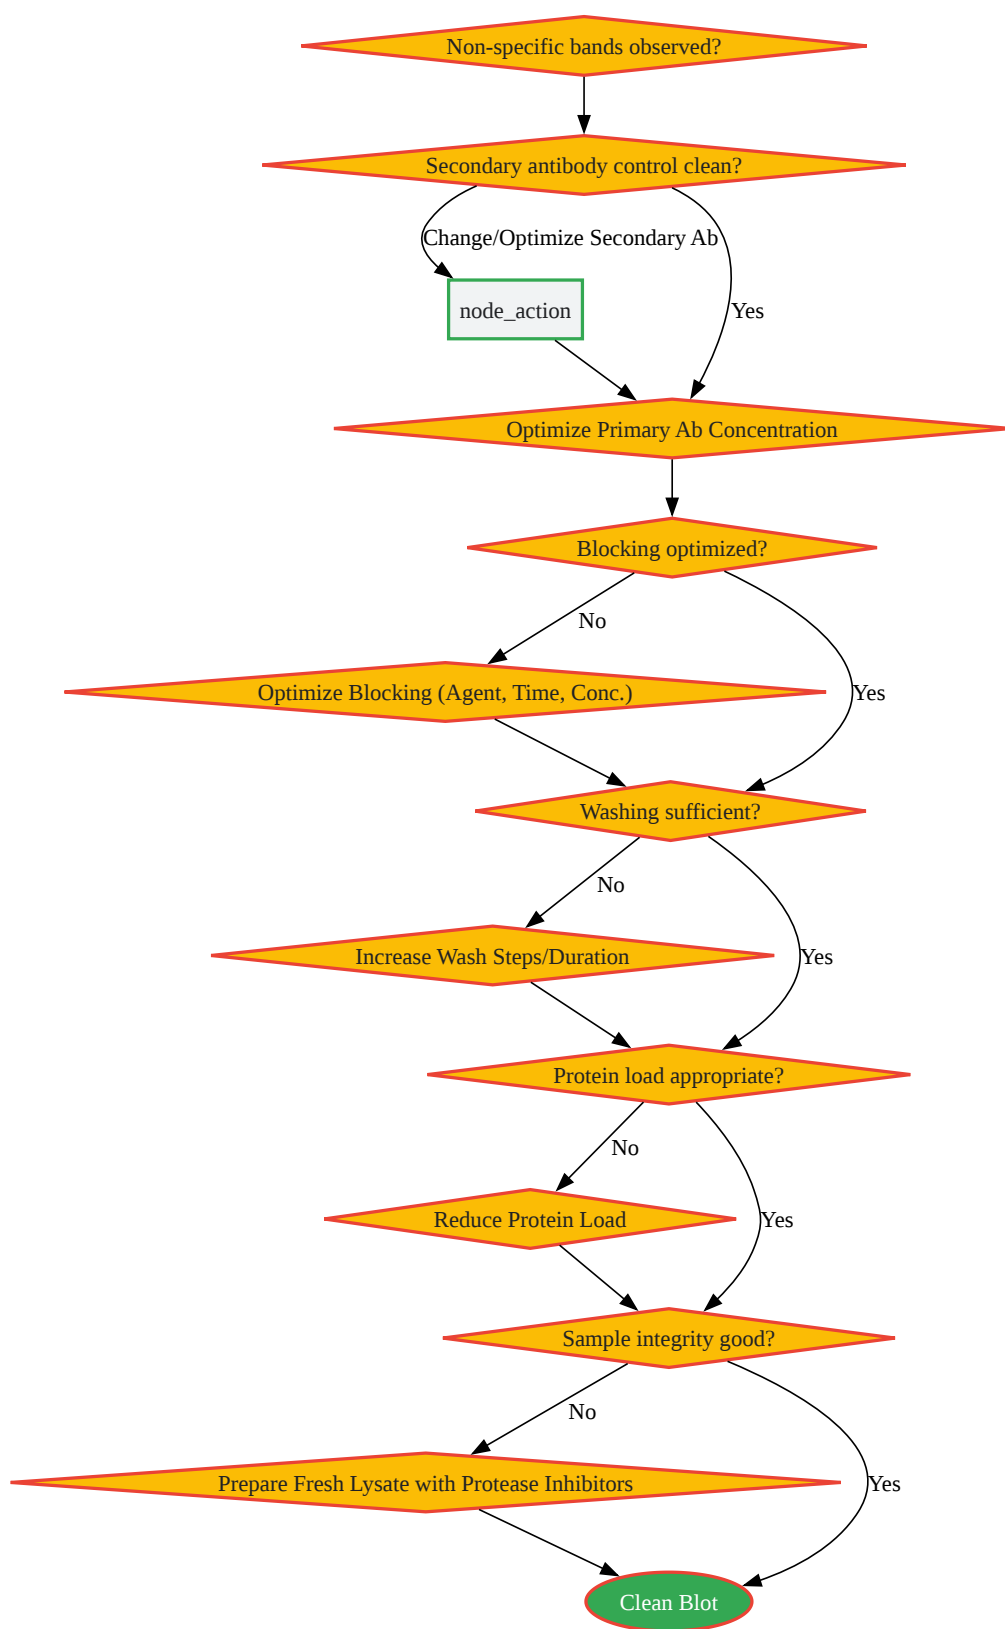 Non-specific bands observed?
Secondary antibody control clean?
Change/Optimize Secondary Ab
node_action
Yes
Optimize Primary Ab Concentration
Blocking optimized?
No
Optimize Blocking (Agent, Time, Conc.)
Yes
Washing sufficient?
No
Increase Wash Steps/Duration
Yes
Protein load appropriate?
No
Reduce Protein Load
Yes
Sample integrity good?
No
Prepare Fresh Lysate with Protease Inhibitors
Yes
Clean Blot